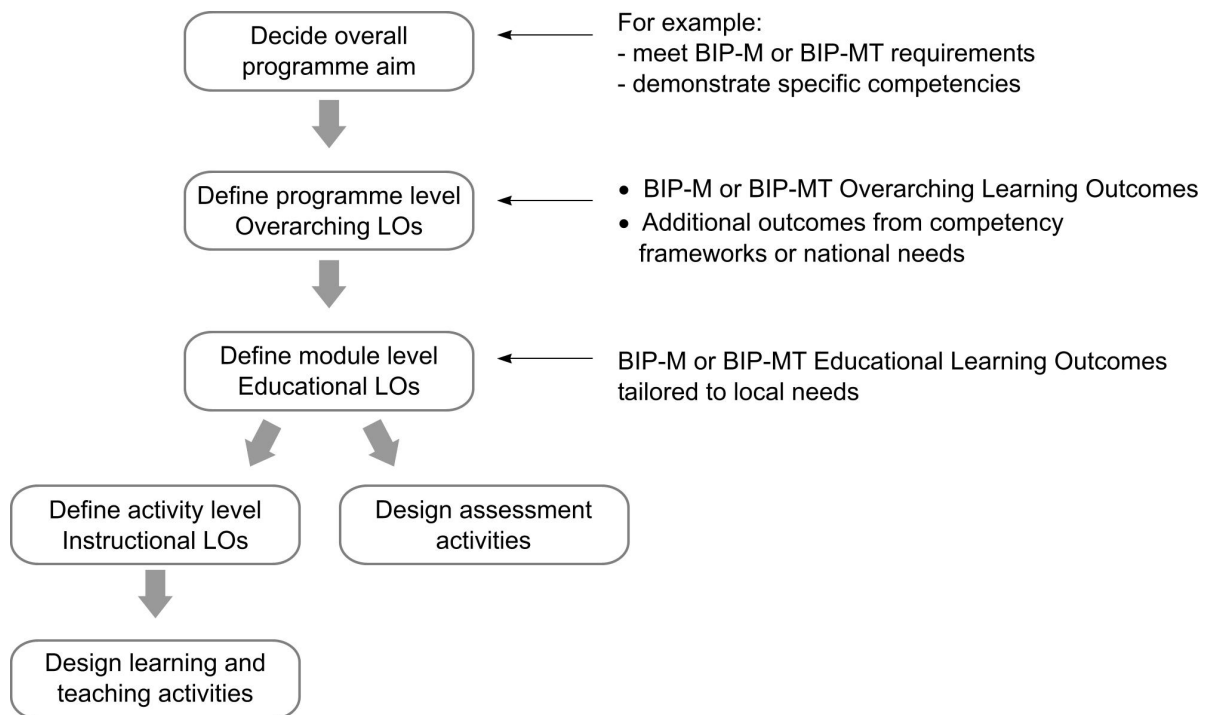 Decide overall
programme aim
For example:
- meet BIP-M or BIP-MT requirements
- demonstrate specific competencies
Define programme level
Overarching LOs
• BIP-M or BIP-MT Overarching Learning Outcomes
• Additional outcomes from competency
frameworks or national needs
Define module level
Educational LOs
BIP-M or BIP-MT Educational Learning Outcomes
tailored to local needs
Define activity level
Instructional LOs
Design assessment
activities
Design learning and
teaching activities